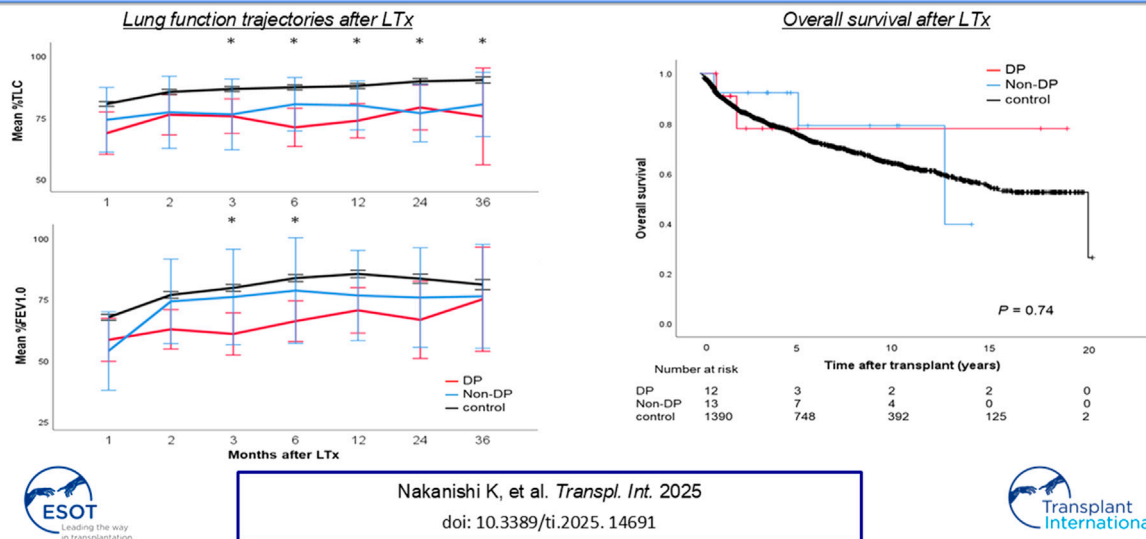 Lung function trajectories after LTx
* * * * *
100
75
50
Mean %TLC
1 2 3 6 12 24 36
* *
100
75
50
25
Mean %FEV1.0
DP
Non-DP
control
1 2 3 6 12 24 36
Months after LTx
Overall survival after LTx
DP
Non-DP
control
1.0
0.8
0.6
0.4
0.2
0.0
Overall survival
P = 0.74
0 5 10 15 20
Time after transplant (years)
Number at risk
DP 12 3 2 2 0
Non-DP 13 7 4 0 0
control 1390 748 392 125 2
ESOT
Leading the way
in transplantation
Nakanishi K, et al. Transpl. Int. 2025
doi: 10.3389/ti.2025. 14691
Transplant
International